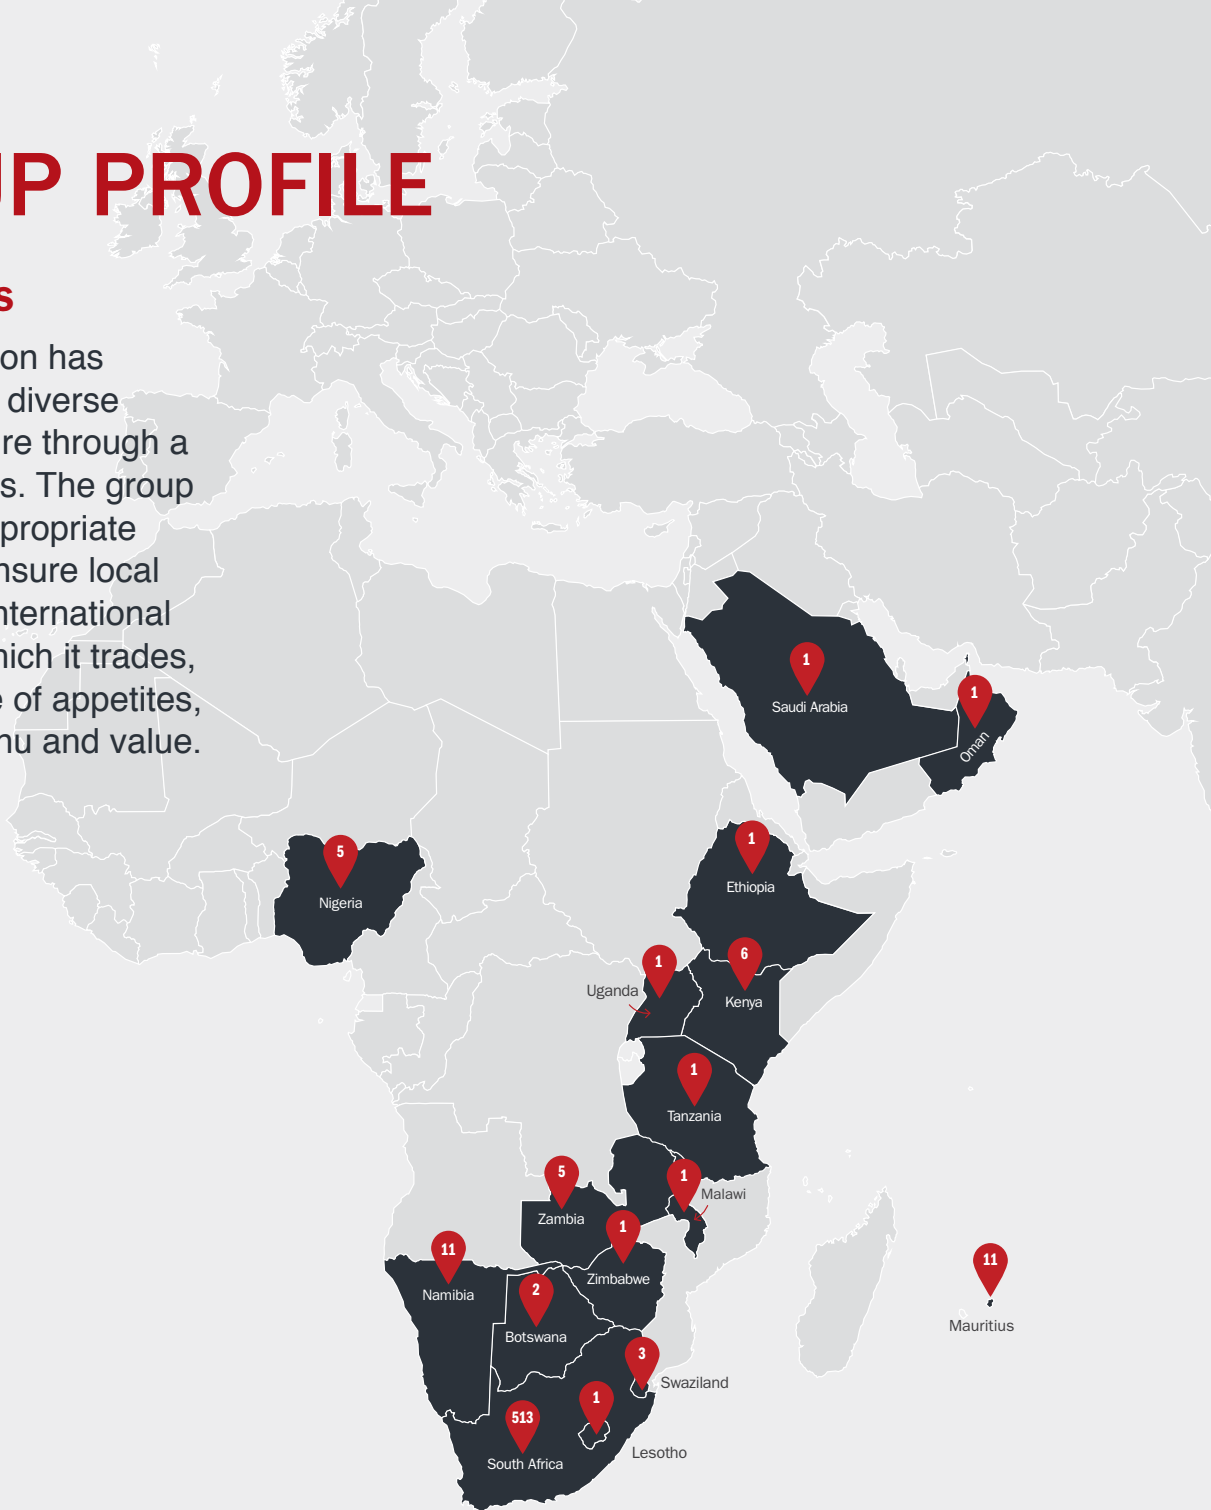 UP PROFILE
s
on has
diverse
re through a
s. The group
propriate
nsure local
nternational
hich it trades,
e of appetites,
nu and value.
1
Saudi Arabia
1
Oman
5
Nigeria
1
Ethiopia
1
Uganda
6
Kenya
1
Tanzania
5
Zambia
1
Malawi
1
Zimbabwe
11
Namibia
2
Botswana
11
Mauritius
3
Swaziland
1
Lesotho
513
South Africa